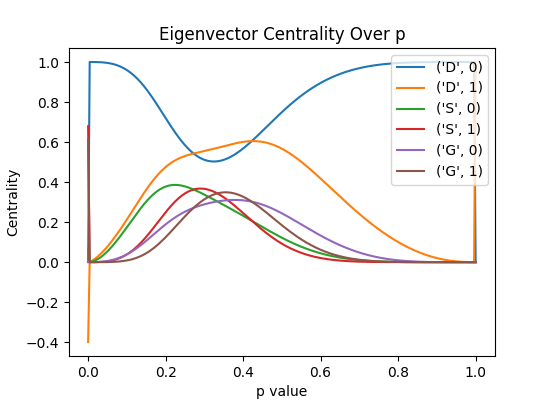 Eigenvector Centrality Over p
1.0
0.8
0.6
0.4
0.2
0.0
−0.2
−0.4
Centrality
('D', 0)
('D', 1)
('S', 0)
('S', 1)
('G', 0)
('G', 1)
0.0 0.2 0.4 0.6 0.8 1.0
p value